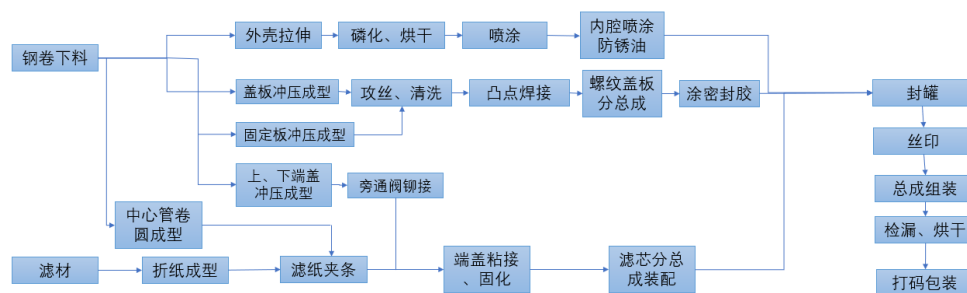 钢卷下料
外壳拉伸
磷化、烘干
喷涂
内腔喷涂
防锈油
盖板冲压成型
攻丝、清洗
凸点焊接
螺纹盖板
分总成
涂密封胶
封罐
固定板冲压成型
丝印
上、下端盖
冲压成型
旁通阀铆接
总成组装
中心管卷
圆成型
检漏、烘干
滤材
折纸成型
滤纸夹条
端盖粘接
、固化
滤芯分总
成装配
打码包装